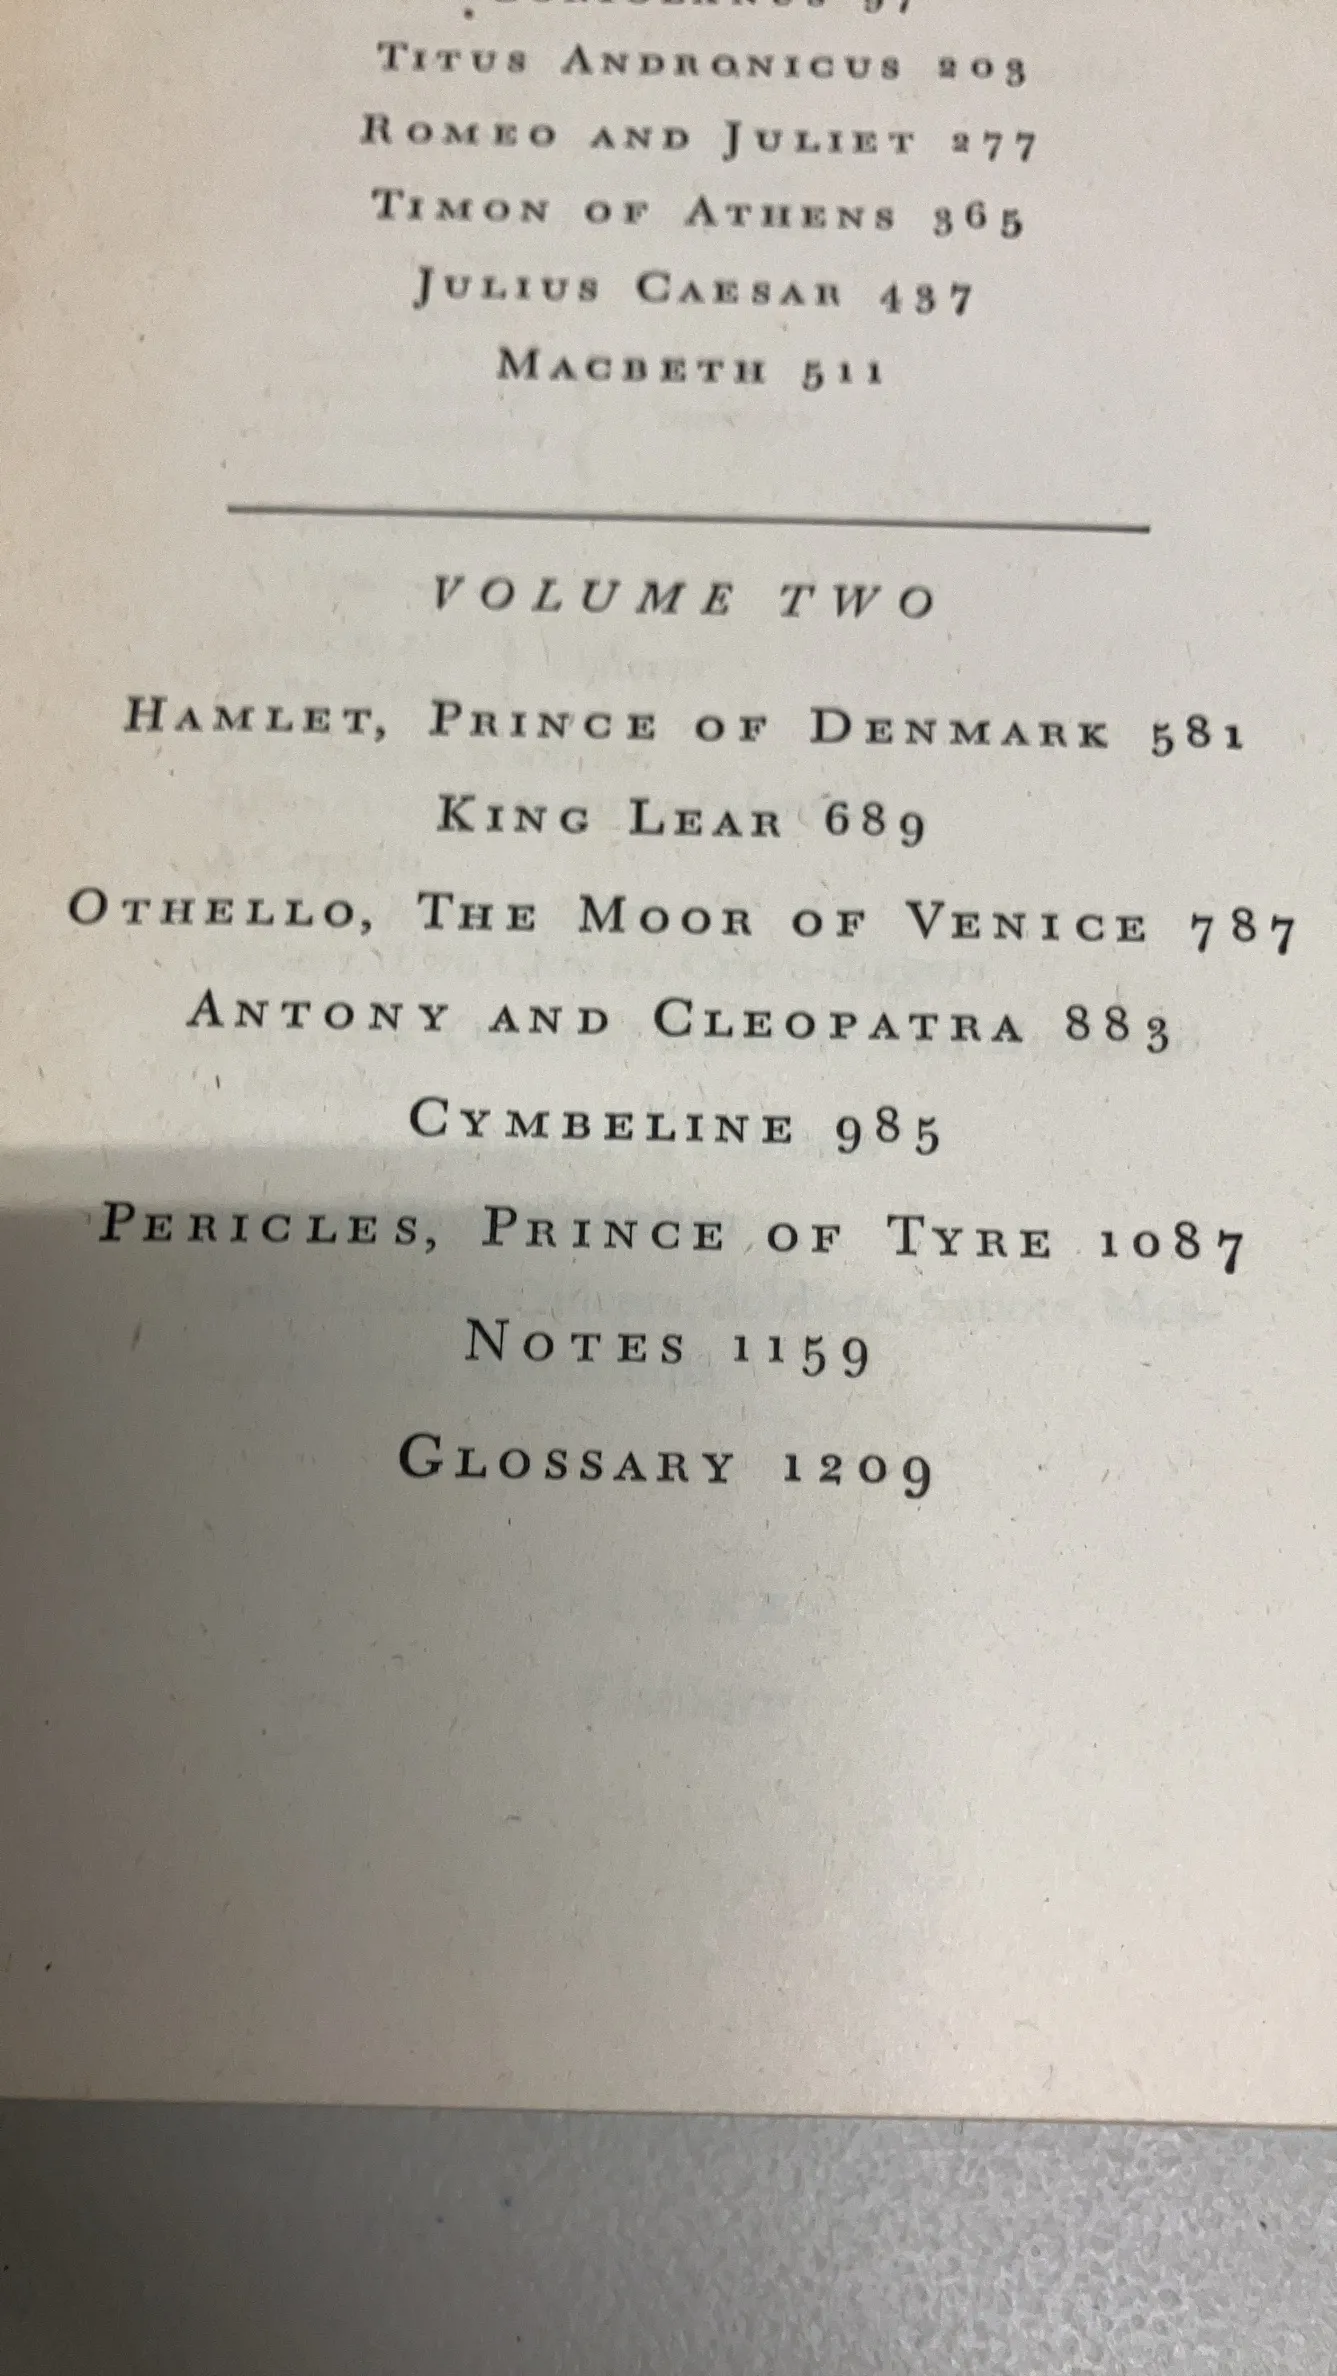 Titus Andronicus 203
Romeo and Juliet 277
Timon of Athens 365
Julius Caesar 437
Macbeth 511
VOLUME TWO
Hamlet, Prince of Denmark 581
King Lear 689
Othello, The Moor of Venice 787
Antony and Cleopatra 883
Cymbeline 985
Pericles, Prince of Tyre 1087
Notes 1159
Glossary 1209